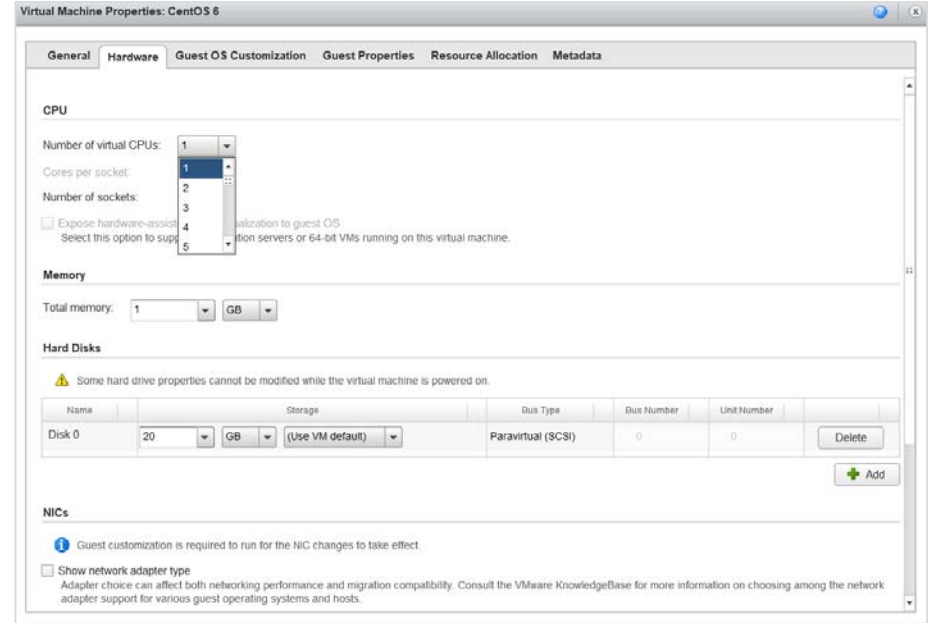 Virtual Machine Properties: CentOS 6
General Hardware Guest OS Customization Guest Properties Resource Allocation Metadata
CPU
Number of virtual CPUs: 1
Cores per socket
1
2
Number of sockets:
3
Expose hardware-assist alization to guest OS
4
Select this option to supp tion servers or 64-bit VMs running on this virtual machine.
5
Memory
Total memory: 1 GB
Hard Disks
Some hard drive properties cannot be modified while the virtual machine is powered on.
Name Storage Bus Type Bus Number Unit Number
Disk 0 20 GB (Use VM default) Paravirtual (SCSI) 0 0 Delete
Add
NICs
Guest customization is required to run for the NIC changes to take effect
Show network adapter type
Adapter choice can affect both networking performance and migration compatibility. Consult the VMware KnowledgeBase for more information on choosing among the network
adapter support for various guest operating systems and hosts.